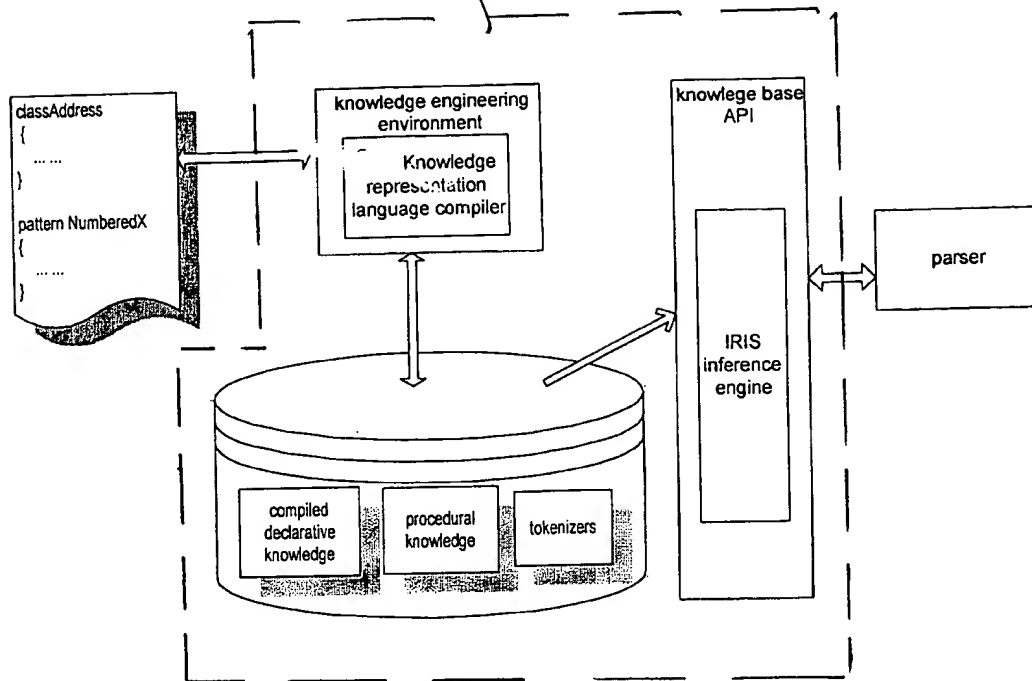 classAddress
{
... ...
}
pattern NumberedX
{
... ...
}
knowledge engineering
environment
Knowledge
representation
language compiler
knowlege base
API
IRIS
inference
engine
parser
compiled
declarative
knowledge
procedural
knowledge
tokenizers